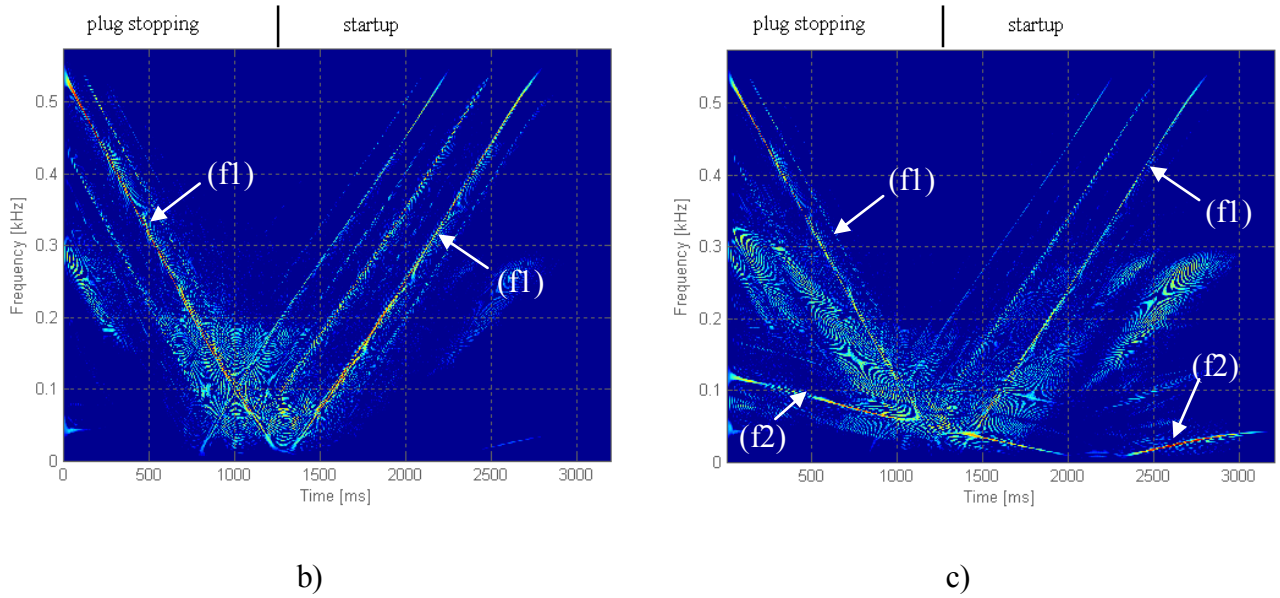 plug stopping
startup
0.5
0.4
0.3
0.2
0.1
0
Frequency [kHz]
(f1)
(f1)
0
500
1000
1500
2000
2500
3000
Time [ms]
b)
plug stopping
startup
0.5
0.4
0.3
0.2
0.1
0
Frequency [kHz]
(f1)
(f1)
(f2)
(f2)
500
1000
1500
2000
2500
3000
Time [ms]
c)